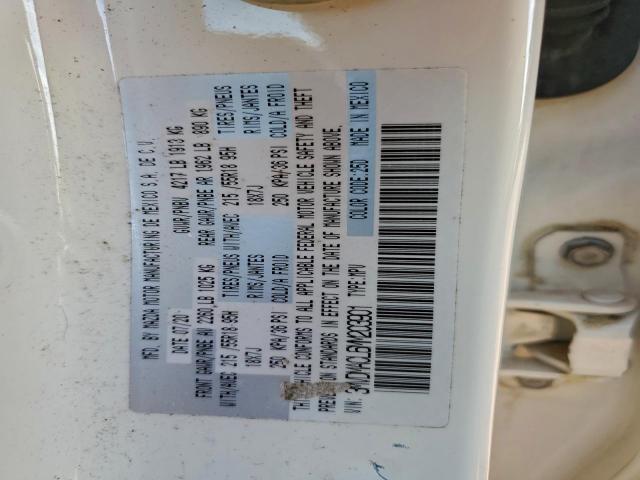 MFD. BY MAZDA MOTOR MANUFACTURING DE MEXICO S.A. DE C.V.
DATE 07/20 GVWR/PNBV 4217 LB 1913 KG
FRONT GAWR/PNBE AV 2260 LB 1025 KG REAR GAWR/PNBE AR 1962 LB 890 KG
WITH/AVEC 215/55R18 95H TIRES/PNEUS WITH/AVEC 215/55R18 95H TIRES/PNEUS
18X7J RIMS/JANTES 18X7J RIMS/JANTES
250 KPA/36 PSI COLD/A FROID 250 KPA/36 PSI COLD/A FROID
VEHICLE CONFORMS TO ALL APPLICABLE FEDERAL MOTOR VEHICLE SAFETY AND THEFT
PREVENTION STANDARDS IN EFFECT ON THE DATE OF MANUFACTURE SHOWN ABOVE.
COLOR CODE:25D MADE IN MEXICO
VIN: TYPE:MPV